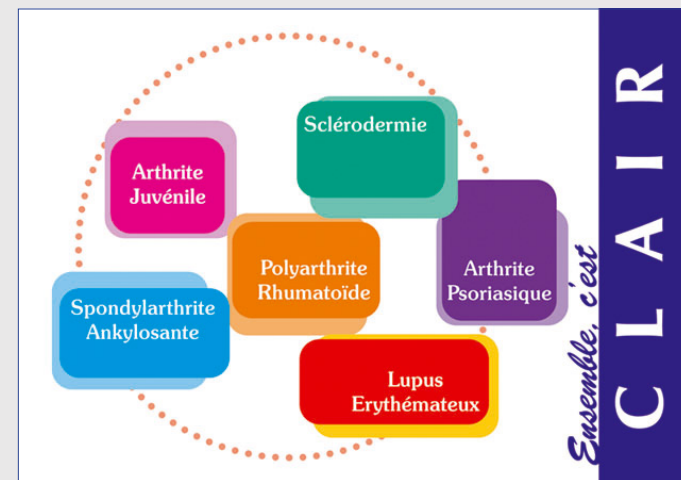 Sclérodermie
Arthrite
Juvénile
Polyarthrite
Rhumatoïde
Arthrite
Psoriasique
Spondylarthrite
Ankylosante
Lupus
Erythémateux
Ensemble, c'est
CLAIR